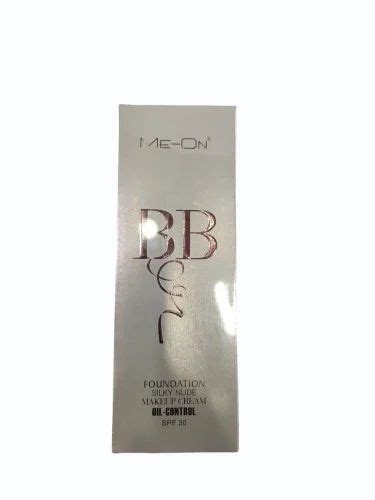 ME-ON®
BB
FOUNDATION
SILKY NUDE
MAKEUP CREAM
OIL-CONTROL
SPF 30